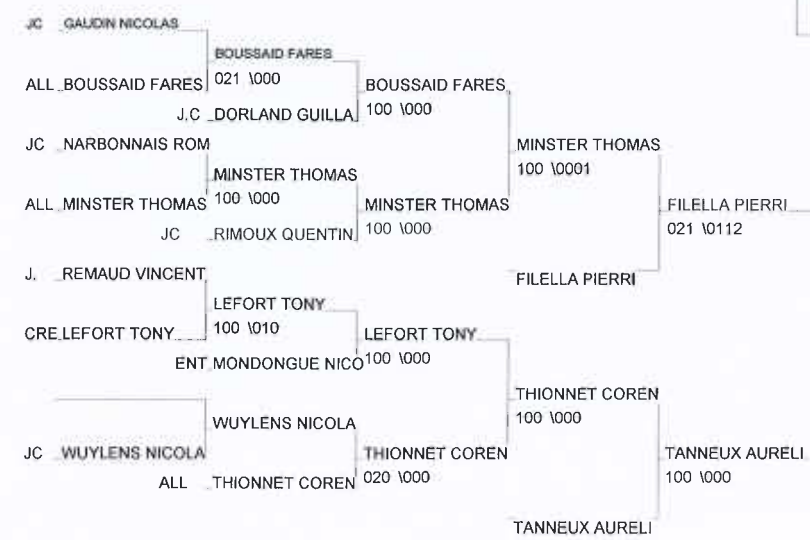 JC GAUDIN NICOLAS
BOUSSAID FARES
ALL BOUSSAID FARES 021 \000 BOUSSAID FARES
J.C DORLAND GUILLA 100 \000
JC NARBONNAIS ROM MINSTER THOMAS
MINSTER THOMAS 100 \0001
ALL MINSTER THOMAS 100 \000 MINSTER THOMAS FILELLA PIERRI
JC RIMOUX QUENTIN 100 \000 021 \0112
J. REMAUD VINCENT FILELLA PIERRI
LEFORT TONY
CRE LEFORT TONY 100 \010 LEFORT TONY
ENT MONDONGUE NICO 100 \000
THIONNET COREN
WUYLENS NICOLA 100 \000
JC WUYLENS NICOLA THIONNET COREN TANNEUX AURELI
ALL THIONNET COREN 020 \000 100 \000
TANNEUX AURELI